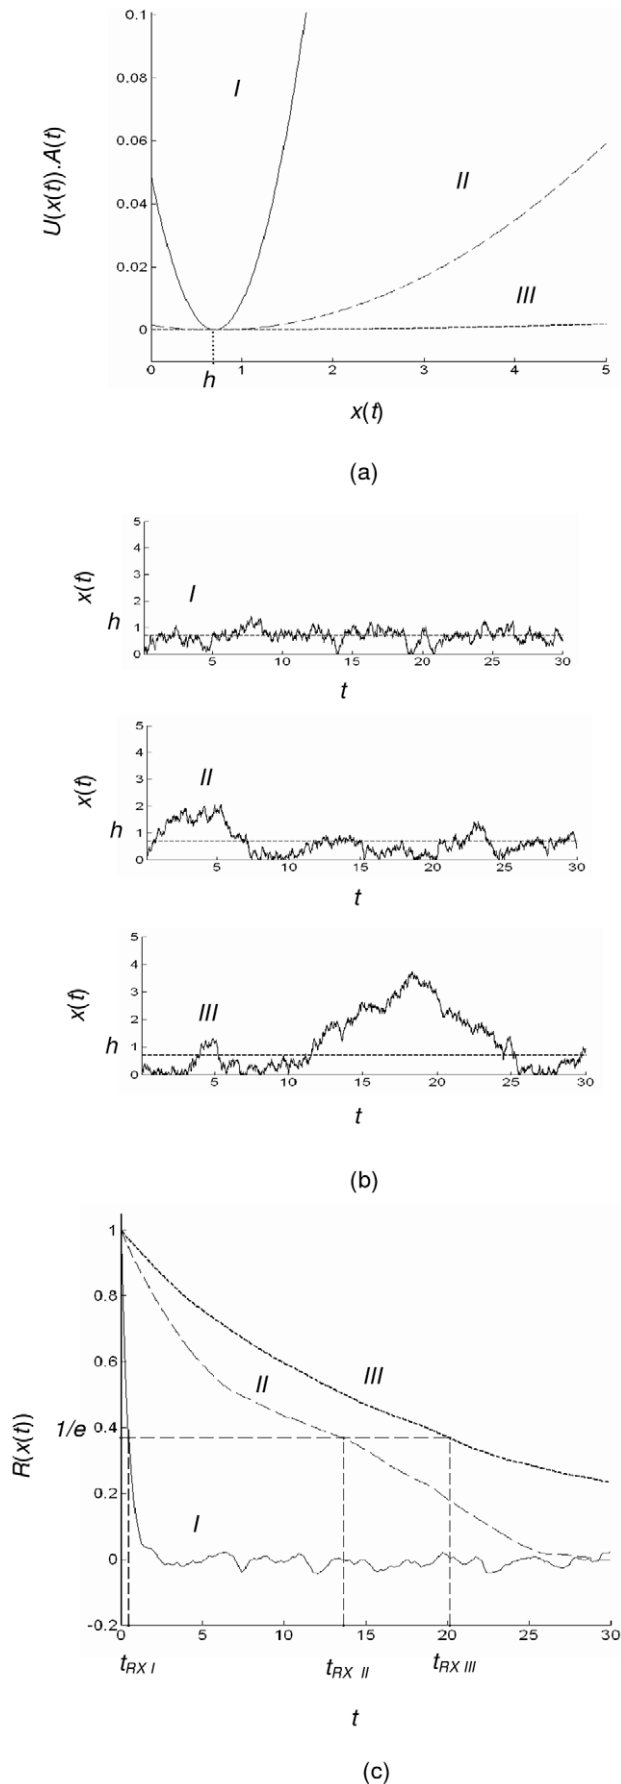 0.1
I
0.08
0.06
U(x(t)).A(t)
II
0.04
0.02
III
0
0 1 2 3 4 5
h
x(t)
(a)
5
4
x(t)
3
I
2
h
1
0
5 10 15 20 25 30
t
5
4
x(t)
3
II
2
h
1
0
5 10 15 20 25 30
t
5
4
x(t)
3
III
2
h
1
0
5 10 15 20 25 30
t
(b)
1
0.8
0.6
II
III
R(x(t))
1/e
0.4
0.2
I
0
-0.2
0 5 10 15 20 25 30
tRX I tRX II tRX III
t
(c)